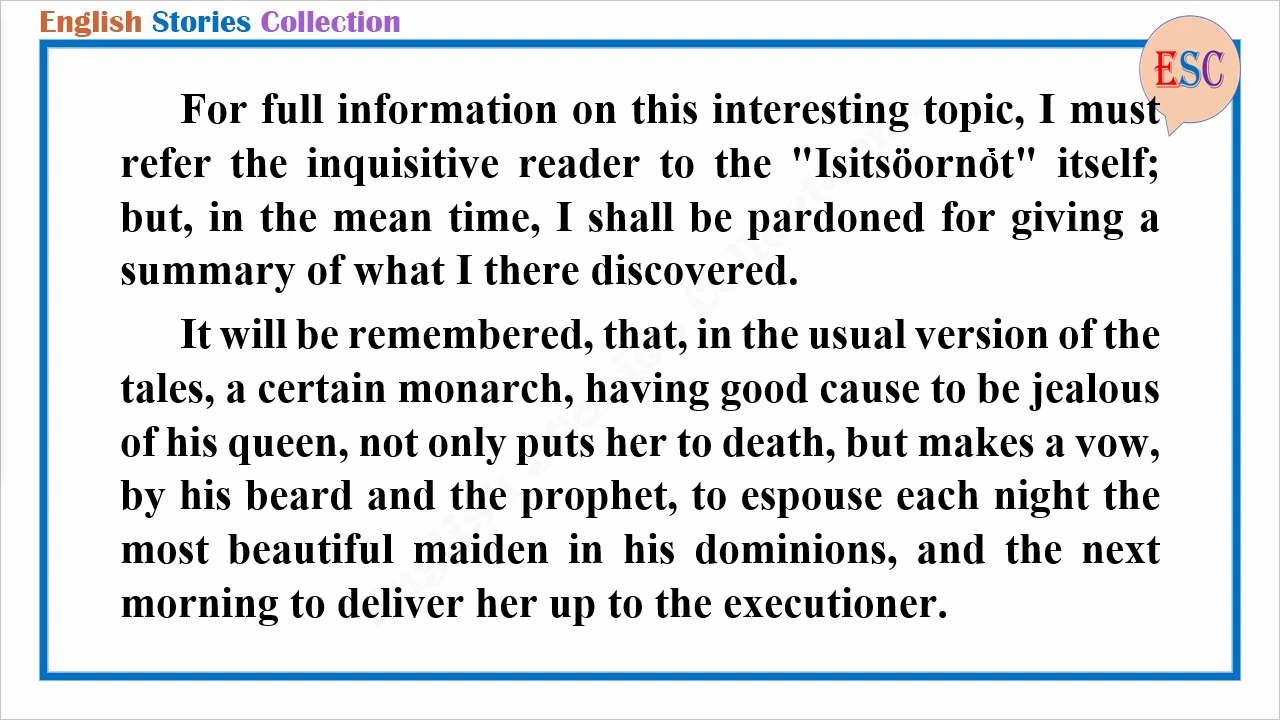 English Stories Collection
ESC
For full information on this interesting topic, I must
refer the inquisitive reader to the "Isitsöornȯ̈t" itself;
but, in the mean time, I shall be pardoned for giving a
summary of what I there discovered.
It will be remembered, that, in the usual version of the
tales, a certain monarch, having good cause to be jealous
of his queen, not only puts her to death, but makes a vow,
by his beard and the prophet, to espouse each night the
most beautiful maiden in his dominions, and the next
morning to deliver her up to the executioner.